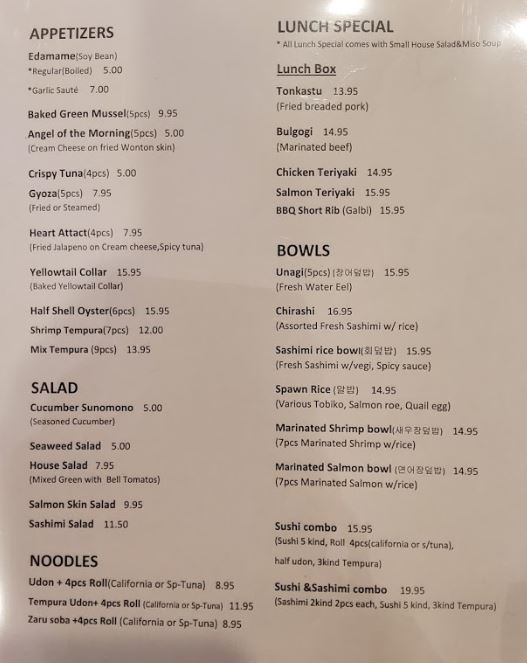 APPETIZERS
Edamame(Soy Bean)
*Regular(Boiled) 5.00
*Garlic Sauté 7.00
Baked Green Mussel(5pcs) 9.95
Angel of the Morning(5pcs) 5.00
(Cream Cheese on fried Wonton skin)
Crispy Tuna(4pcs) 5.00
Gyoza(5pcs) 7.95
(Fried or Steamed)
Heart Attact(4pcs) 7.95
(Fried Jalapeno on Cream cheese,Spicy tuna)
Yellowtail Collar 15.95
(Baked Yellowtail Collar)
Half Shell Oyster(6pcs) 15.95
Shrimp Tempura(7pcs) 12.00
Mix Tempura (9pcs) 13.95
SALAD
Cucumber Sunomono 5.00
(Seasoned Cucumber)
Seaweed Salad 5.00
House Salad 7.95
(Mixed Green with Bell Tomatos)
Salmon Skin Salad 9.95
Sashimi Salad 11.50
NOODLES
Udon + 4pcs Roll(California or Sp-Tuna) 8.95
Tempura Udon+ 4pcs Roll (California or Sp-Tuna) 11.95
Zaru soba +4pcs Roll (California or Sp-Tuna) 8.95
LUNCH SPECIAL
* All Lunch Special comes with Small House Salad&Miso Soup
Lunch Box
Tonkastu 13.95
(Fried breaded pork)
Bulgogi 14.95
(Marinated beef)
Chicken Teriyaki 14.95
Salmon Teriyaki 15.95
BBQ Short Rib (Galbi) 15.95
BOWLS
Unagi(5pcs) (장어덮밥) 15.95
(Fresh Water Eel)
Chirashi 16.95
(Assorted Fresh Sashimi w/ rice)
Sashimi rice bowl(회덮밥) 15.95
(Fresh Sashimi w/vegi, Spicy sauce)
Spawn Rice (알밥) 14.95
(Various Tobiko, Salmon roe, Quail egg)
Marinated Shrimp bowl(새우장덮밥) 14.95
(7pcs Marinated Shrimp w/rice)
Marinated Salmon bowl (연어장덮밥) 14.95
(7pcs Marinated Salmon w/rice)
Sushi combo 15.95
(Sushi 5 kind, Roll 4pcs(california or s/tuna),
half udon, 3kind Tempura)
Sushi &Sashimi combo 19.95
(Sashimi 2kind 2pcs each, Sushi 5 kind, 3kind Tempura)